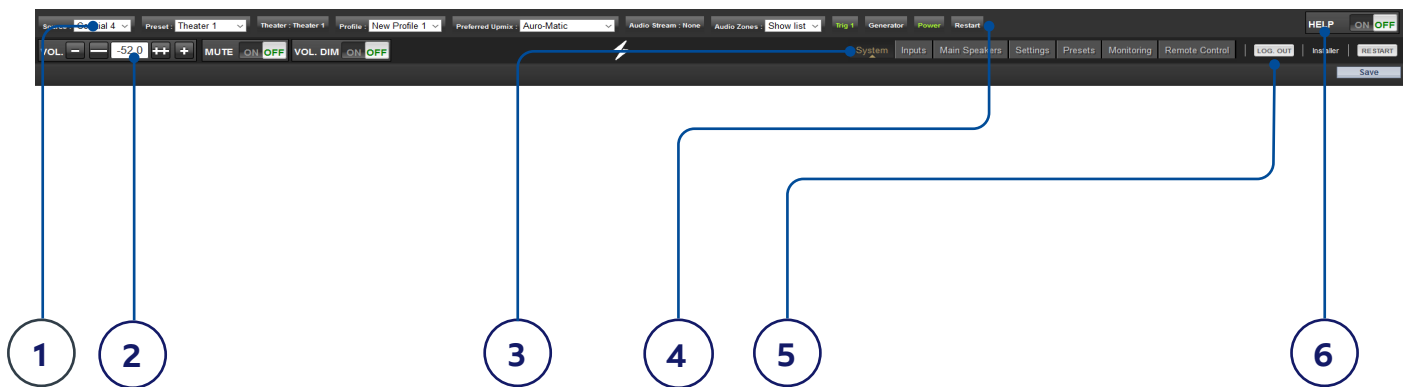 Source : Coaxial 4 Preset : Theater 1 Theater : Theater 1 Profile : New Profile 1 Preferred Upmix : Auro-Matic Audio Stream : None Audio Zones : Show list Trig 1 Generator Power Restart HELP ON OFF
VOL. -52.0 MUTE ON OFF VOL. DIM ON OFF System Inputs Main Speakers Settings Presets Monitoring Remote Control LOG. OUT Installer RESTART
Save
1 2 3 4 5 6